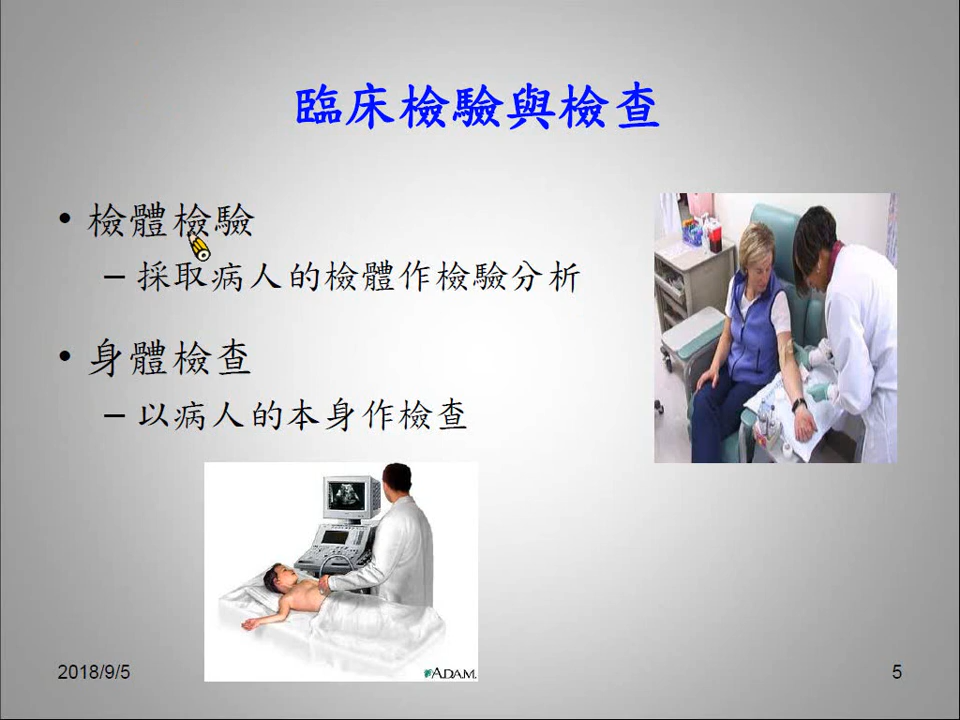 臨床檢驗與檢查
• 檢體檢驗
– 採取病人的檢體作檢驗分析
• 身體檢查
– 以病人的本身作檢查
ADAM.
2018/9/5
5